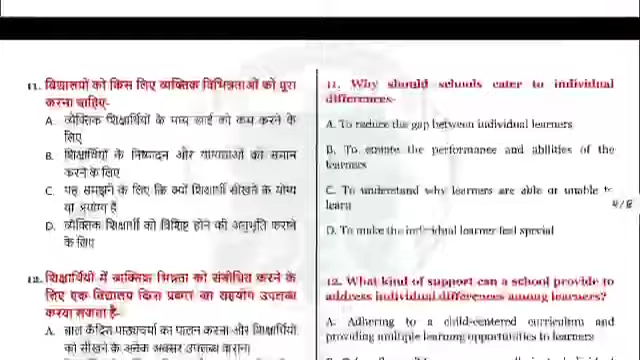 11. विद्यालयों को किस लिए व्यक्तिक विभिन्नताओं को पूरा
करना चाहिए-
A. व्यैक्तिक शिक्षार्थियों के मध्य खाई को कम करने के
लिए
B. शिक्षार्थियों के निष्पादन और योग्यताओं को समान
करने के लिए
C. यह समझने के लिए कि क्यों शिक्षार्थी सीखने के योग्य
या अयोग्य है
D. व्यैक्तिक शिक्षार्थी को विशिष्ट होने की अनुभूति कराने
के लिए
12. शिक्षार्थियों में व्यक्तिक भिन्नता को संबोधित करने के
लिए एक विद्यालय किस प्रकार का सहयोग उपलब्ध
करवा सकता है-
A. बाल केंद्रित पाठ्यचर्या का पालन करना और शिक्षार्थियों
को सीखने के अनेक अवसर उपलब्ध कराना
11. Why should schools cater to individual
differences-
A. To reduce the gap between individual learners
B. To equate the performance and abilities of the
learners
C. To understand why learners are able or unable to
learn
4/8
D. To make the individual learner feel special
12. What kind of support can a school provide to
address individual differences among learners?
A. Adhering to a child-centered curriculum and
providing multiple learning opportunities to learners